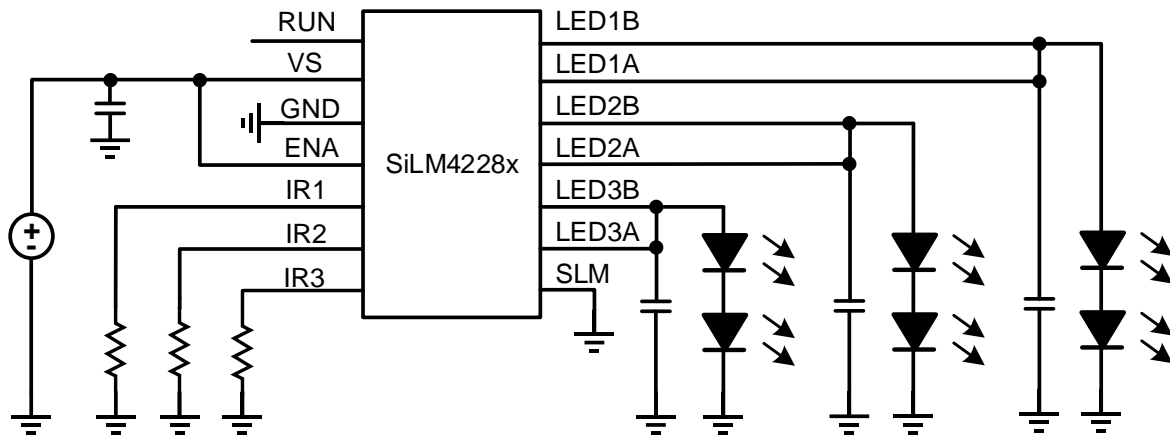 RUN
VS
GND
ENA
IR1
IR2
IR3
SiLM4228x
LED1B
LED1A
LED2B
LED2A
LED3B
LED3A
SLM
+
-